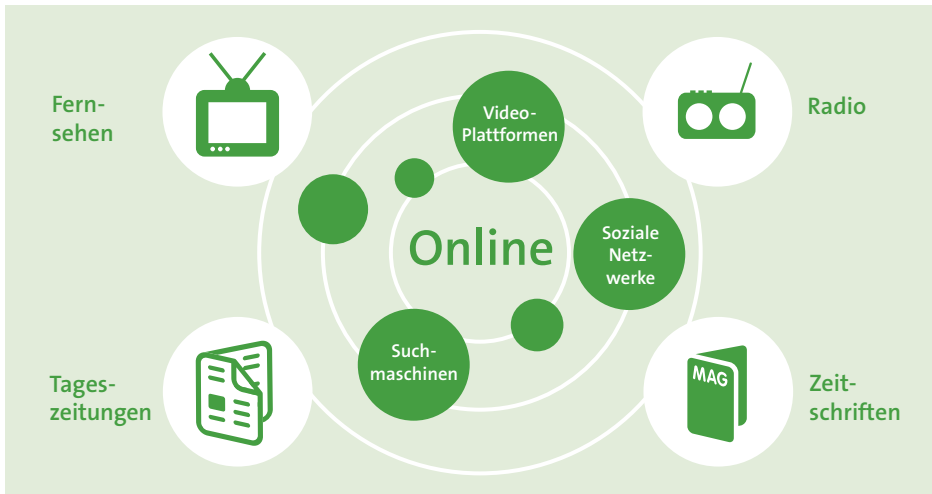 Fern-
sehen
Video-
Plattformen
Radio
Online
Soziale
Netz-
werke
Such-
maschinen
Tages-
zeitungen
MAG
Zeit-
schriften